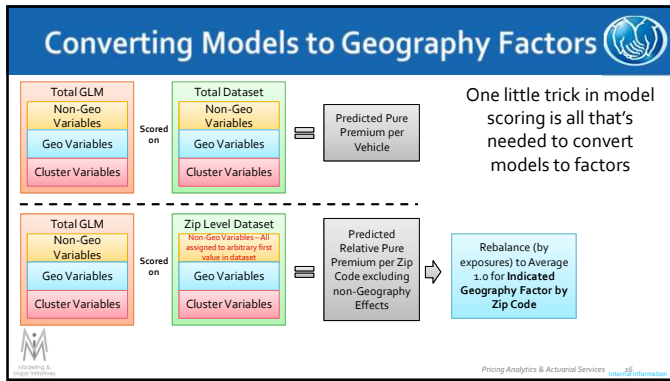 Converting Models to Geography Factors
Total GLM
Non-Geo
Variables
Geo Variables
Cluster Variables
Scored
on
Total Dataset
Non-Geo
Variables
Geo Variables
Cluster Variables
Predicted Pure
Premium per
Vehicle
One little trick in model
scoring is all that's
needed to convert
models to factors
Total GLM
Non-Geo
Variables
Geo Variables
Cluster Variables
Scored
on
Zip Level Dataset
Non-Geo Variables – All
assigned to arbitrary first
value in dataset
Geo Variables
Cluster Variables
Predicted
Relative Pure
Premium per Zip
Code excluding
non-Geography
Effects
Rebalance (by
exposures) to Average
1.0 for Indicated
Geography Factor by
Zip Code
Modeling &
Major Initiatives
Pricing Analytics & Actuarial Services 16
Internal Information